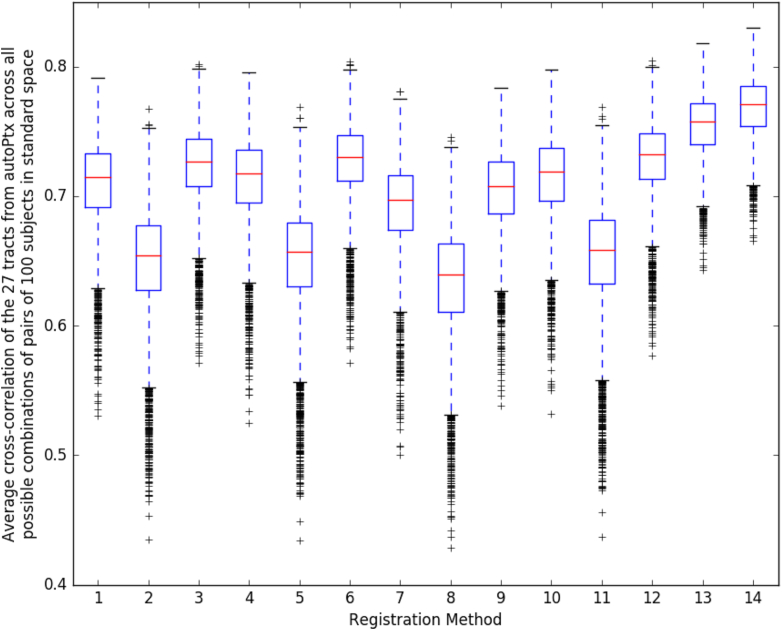 Average cross-correlation of the 27 tracts from autoPtx across all
possible combinations of pairs of 100 subjects in standard space
0.8
0.7
0.6
0.5
0.4
1 2 3 4 5 6 7 8 9 10 11 12 13 14
Registration Method